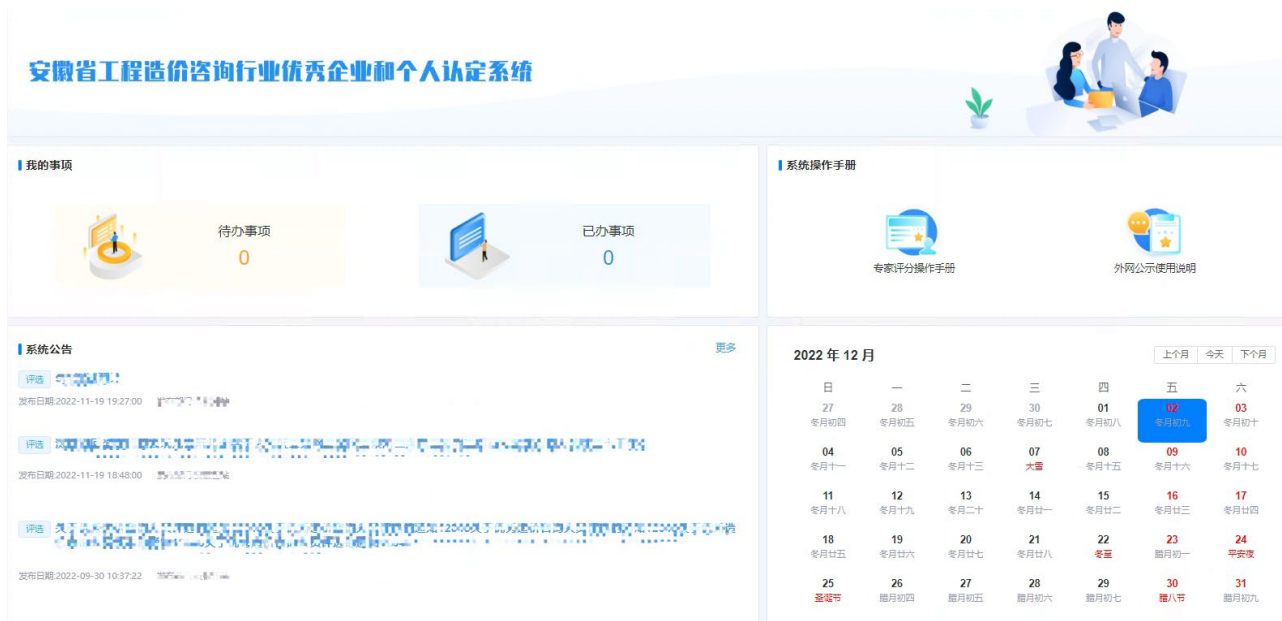 安徽省工程造价咨询行业优秀企业和个人认定系统
我的事项
待办事项
0
已办事项
0
系统操作手册
专家评分操作手册
外网公示使用说明
系统公告
更多
评选
发布日期:2022-11-19 19:27:00
评选
发布日期:2022-11-19 18:48:00
评选
发布日期:2022-09-30 10:37:22
2022 年 12 月
上个月 今天 下个月
日 一 二 三 四 五 六
27 28 29 30 01 02 03
冬月初四 冬月初五 冬月初六 冬月初七 冬月初八 冬月初九 冬月初十
04 05 06 07 08 09 10
冬月十一 冬月十二 冬月十三 大雪 冬月十五 冬月十六 冬月十七
11 12 13 14 15 16 17
冬月十八 冬月十九 冬月二十 冬月廿一 冬月廿二 冬月廿三 冬月廿四
18 19 20 21 22 23 24
冬月廿五 冬月廿六 冬月廿七 冬月廿八 冬至 腊月初一 平安夜
25 26 27 28 29 30 31
圣诞节 腊月初四 腊月初五 腊月初六 腊月初七 腊八节 腊月初九